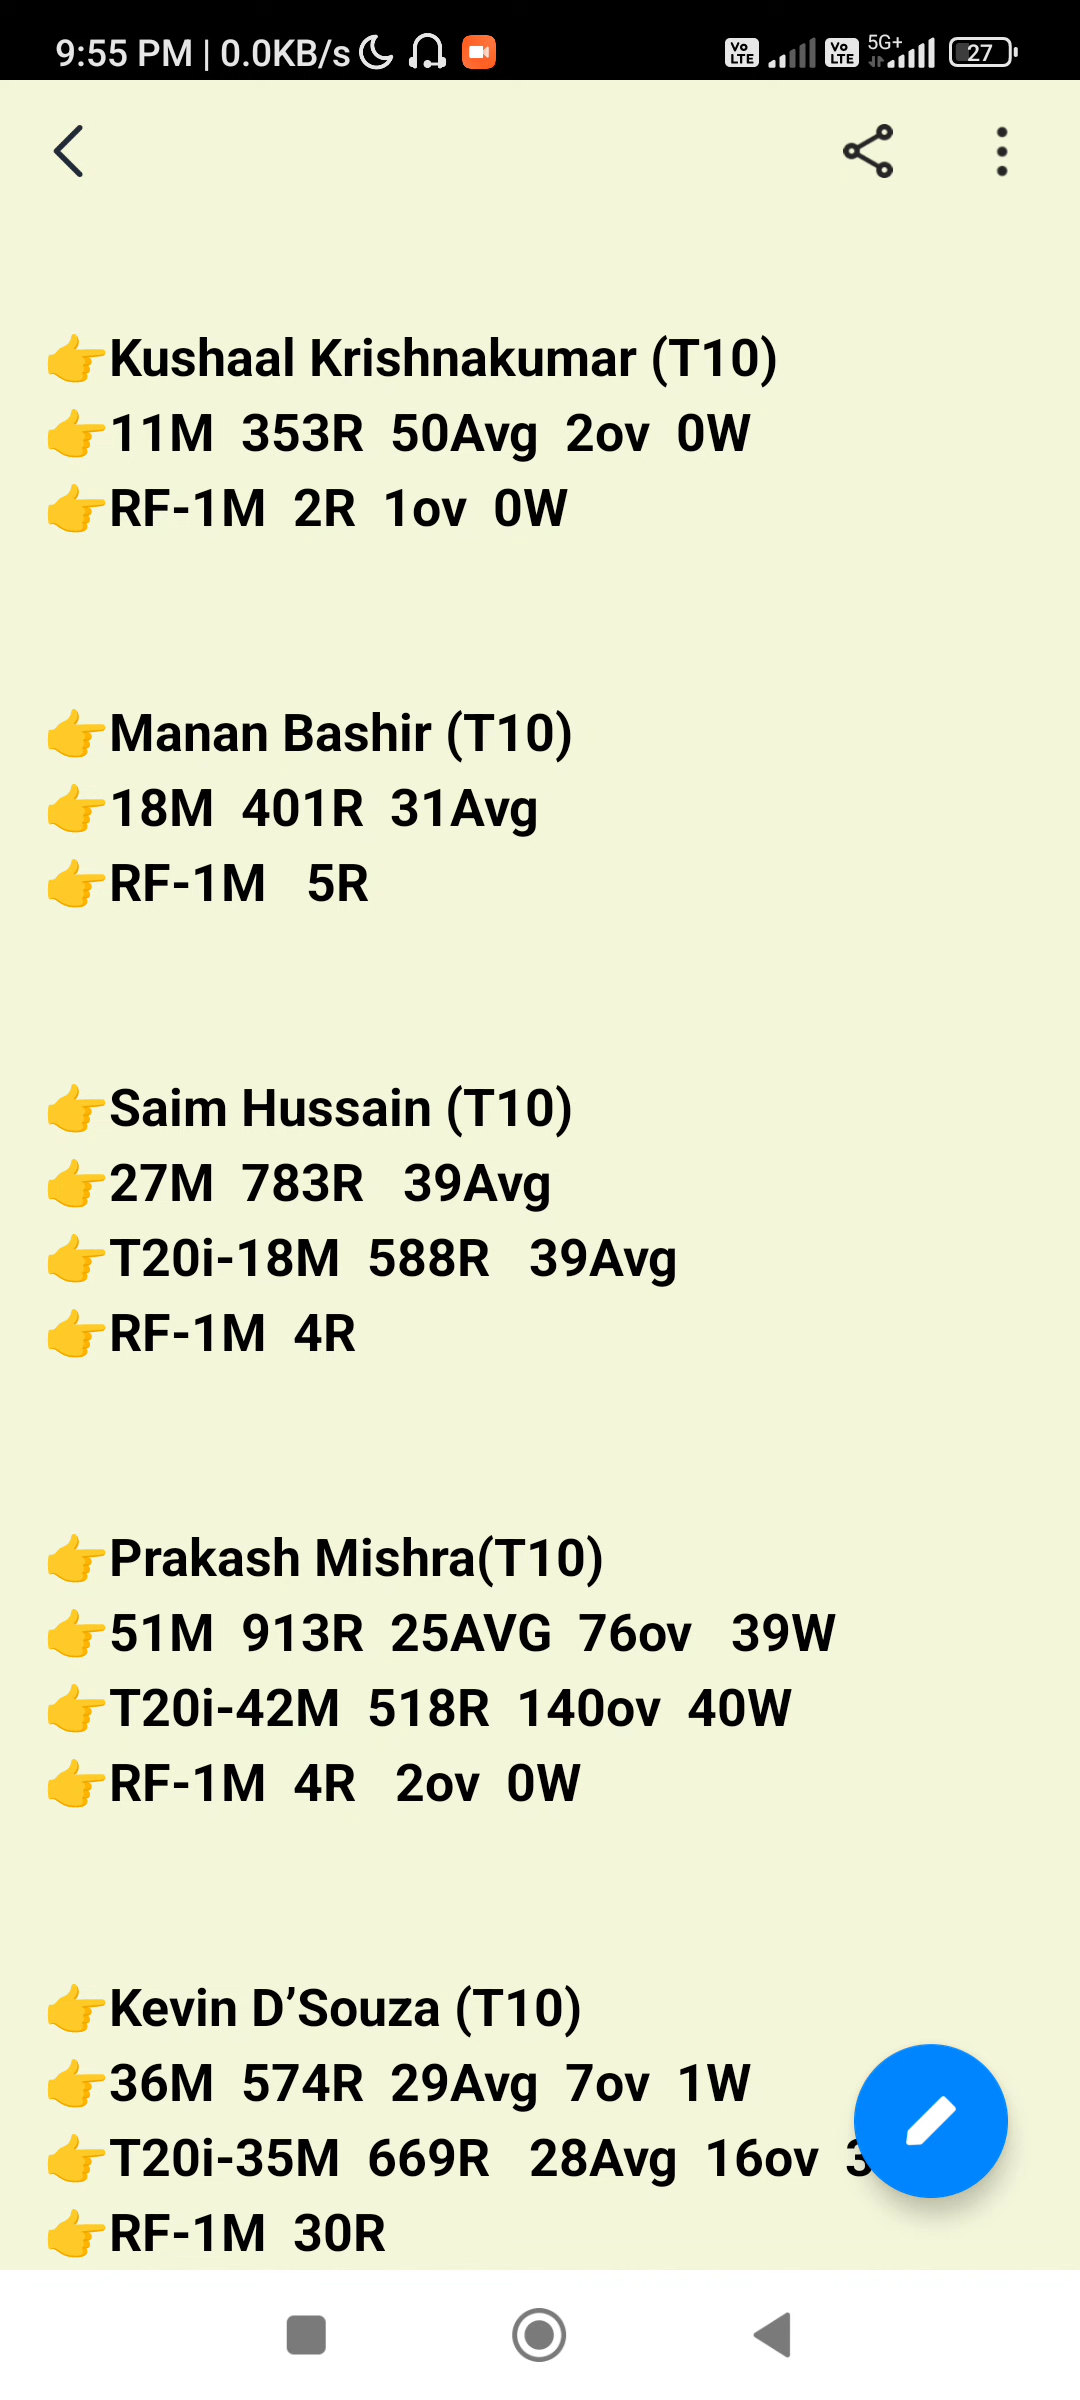 9:55 PM | 0.0KB/s
Vo LTE Vo LTE 5G+ 27
👉Kushaal Krishnakumar (T10)
👉11M 353R 50Avg 2ov 0W
👉RF-1M 2R 1ov 0W
👉Manan Bashir (T10)
👉18M 401R 31Avg
👉RF-1M 5R
👉Saim Hussain (T10)
👉27M 783R 39Avg
👉T20i-18M 588R 39Avg
👉RF-1M 4R
👉Prakash Mishra(T10)
👉51M 913R 25AVG 76ov 39W
👉T20i-42M 518R 140ov 40W
👉RF-1M 4R 2ov 0W
👉Kevin D’Souza (T10)
👉36M 574R 29Avg 7ov 1W
👉T20i-35M 669R 28Avg 16ov
👉RF-1M 30R